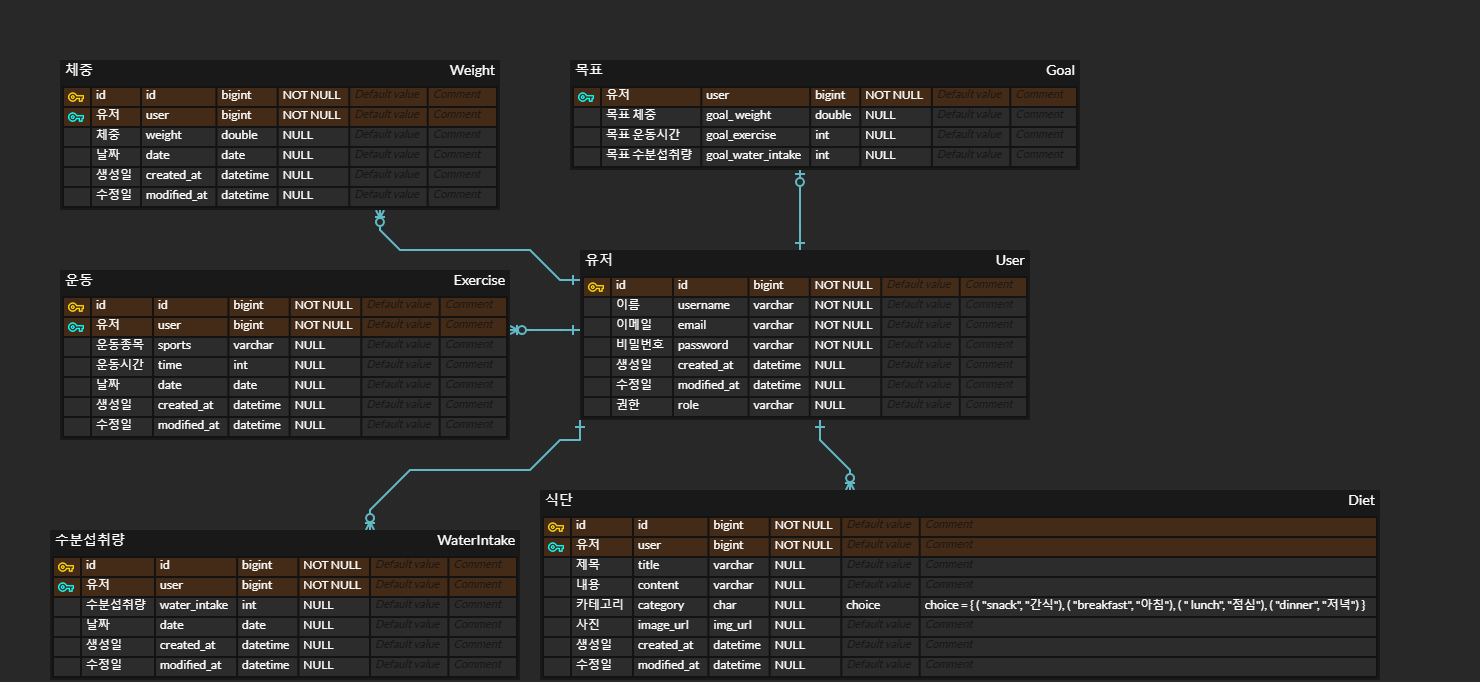 체중 Weight
id id bigint NOT NULL Default value Comment
유저 user bigint NOT NULL Default value Comment
체중 weight double NULL Default value Comment
날짜 date date NULL Default value Comment
생성일 created_at datetime NULL Default value Comment
수정일 modified_at datetime NULL Default value Comment
목표 Goal
유저 user bigint NOT NULL Default value Comment
목표 체중 goal_weight double NULL Default value Comment
목표 운동시간 goal_exercise int NULL Default value Comment
목표 수분섭취량 goal_water_intake int NULL Default value Comment
운동 Exercise
id id bigint NOT NULL Default value Comment
유저 user bigint NOT NULL Default value Comment
운동종목 sports varchar NULL Default value Comment
운동시간 time int NULL Default value Comment
날짜 date date NULL Default value Comment
생성일 created_at datetime NULL Default value Comment
수정일 modified_at datetime NULL Default value Comment
유저 User
id id bigint NOT NULL Default value Comment
이름 username varchar NOT NULL Default value Comment
이메일 email varchar NOT NULL Default value Comment
비밀번호 password varchar NOT NULL Default value Comment
생성일 created_at datetime NULL Default value Comment
수정일 modified_at datetime NULL Default value Comment
권한 role varchar NULL Default value Comment
수분섭취량 WaterIntake
id id bigint NOT NULL Default value Comment
유저 user bigint NOT NULL Default value Comment
수분섭취량 water_intake int NULL Default value Comment
날짜 date date NULL Default value Comment
생성일 created_at datetime NULL Default value Comment
수정일 modified_at datetime NULL Default value Comment
식단 Diet
id id bigint NOT NULL Default value Comment
유저 user bigint NOT NULL Default value Comment
제목 title varchar NULL Default value Comment
내용 content varchar NULL Default value Comment
카테고리 category char NULL choice choice = { ( "snack", "간식"), ( "breakfast", "아침"), ( " lunch", "점심"), ( "dinner", "저녁") }
사진 image_url img_url NULL Default value Comment
생성일 created_at datetime NULL Default value Comment
수정일 modified_at datetime NULL Default value Comment